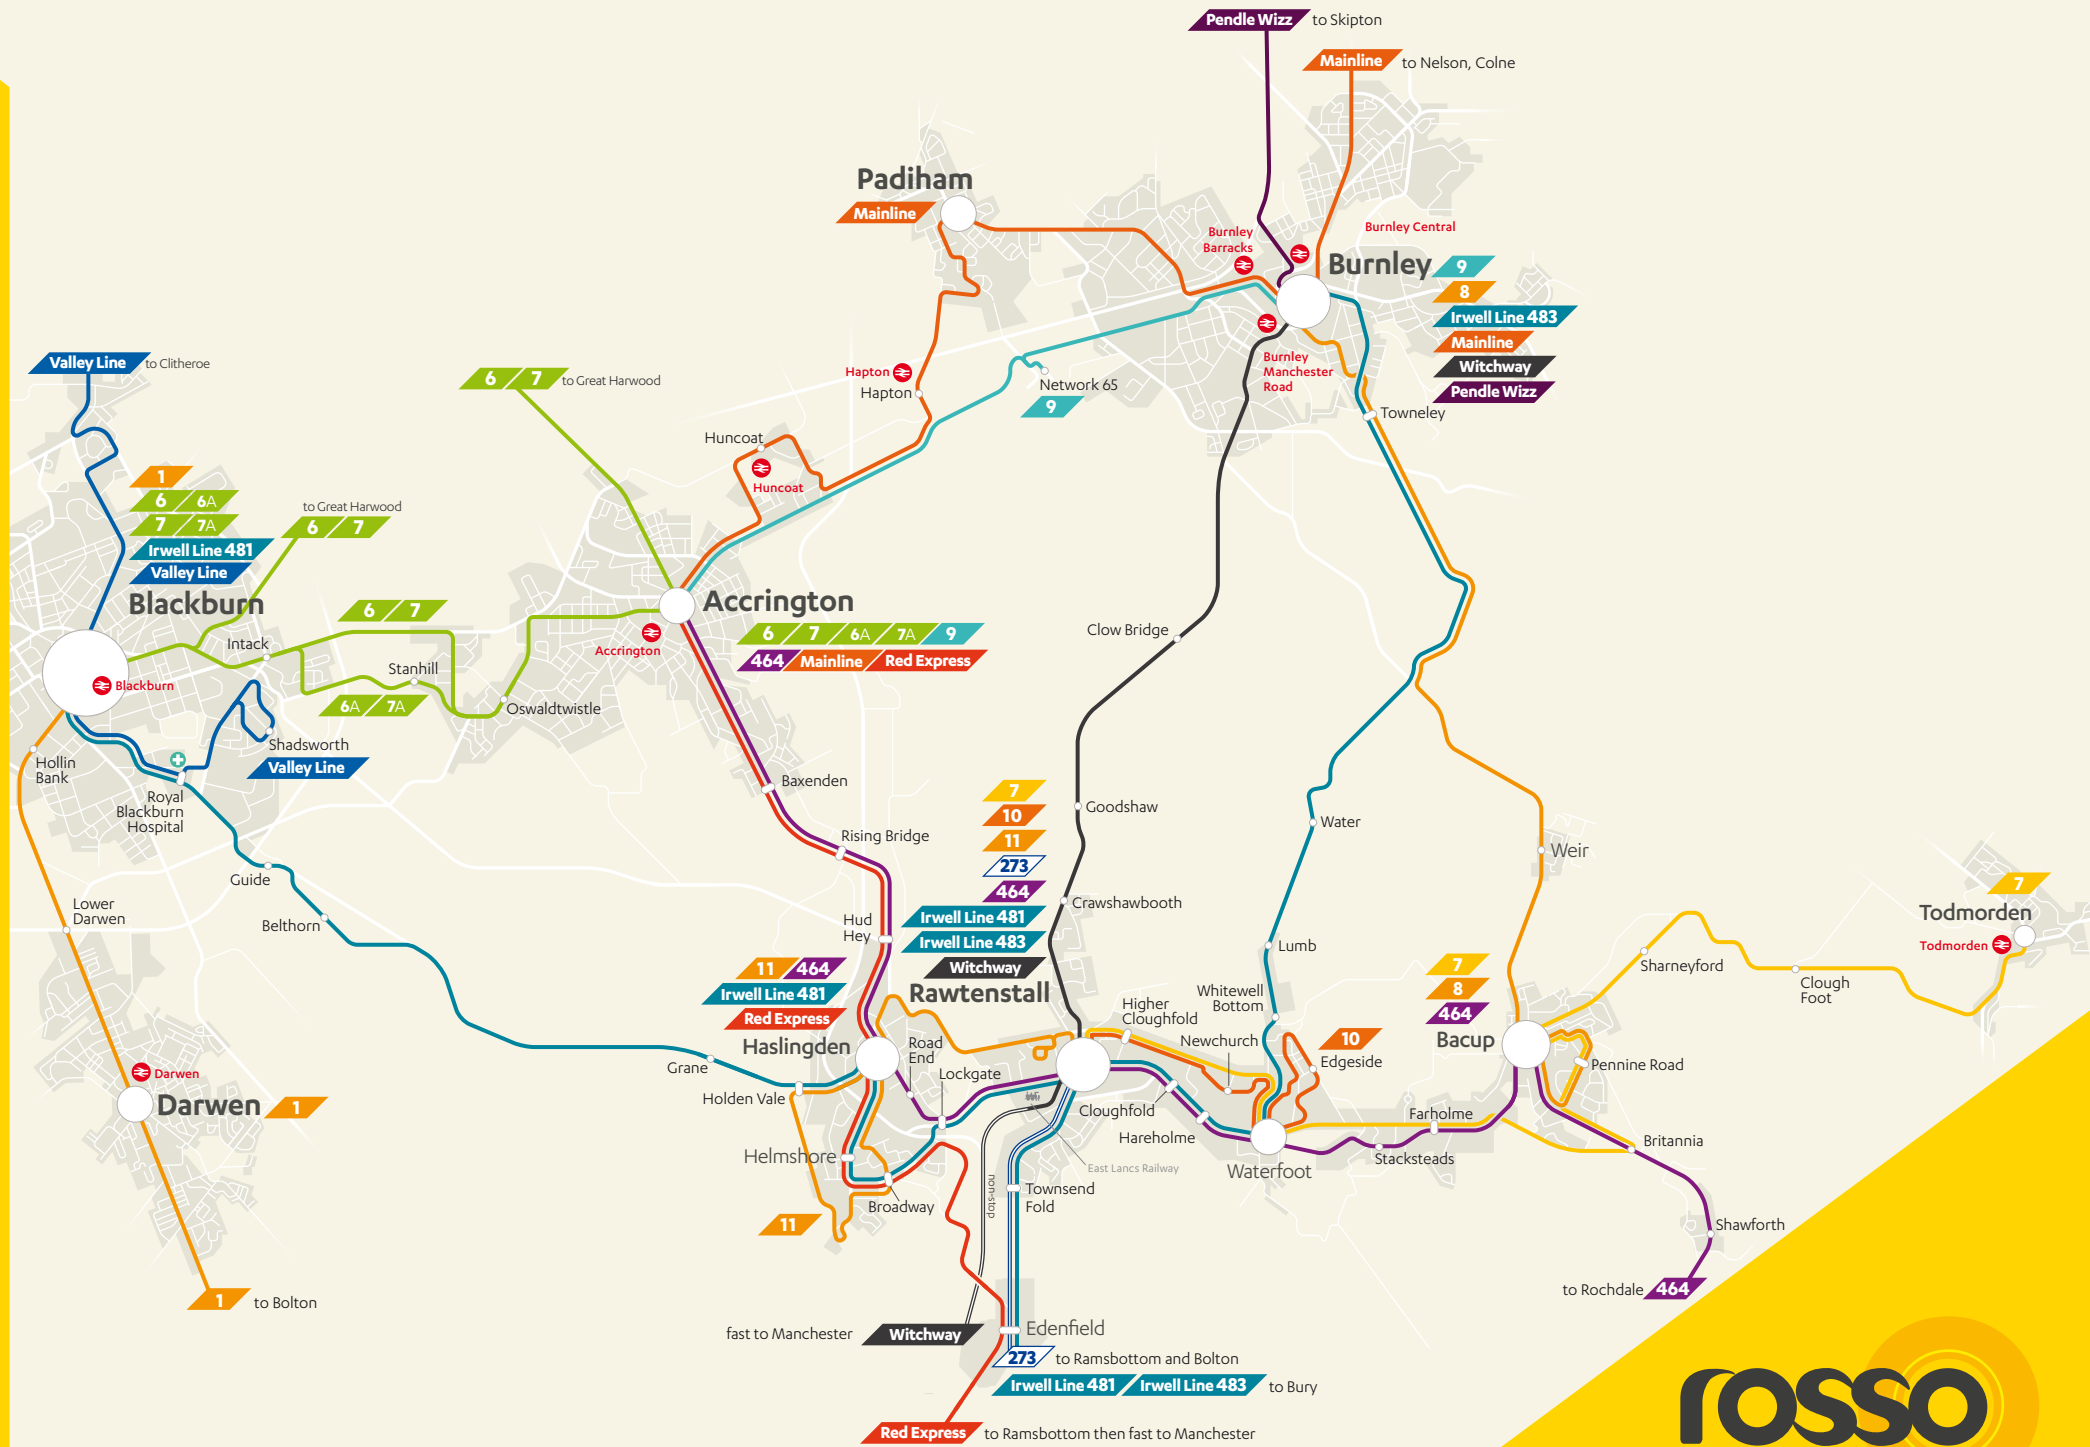 Pendle Wizz to Skipton
Mainline to Nelson, Colne
Padiham
Mainline
Burnley
Barracks
Burnley Central
Burnley
9
8
Irwell Line 483
Mainline
Witchway
Pendle Wizz
Burnley
Manchester
Road
Towneley
Hapton
Hapton
Network 65
9
Valley Line to Clitheroe
6 7 to Great Harwood
Huncoat
Huncoat
1
6 6A
7 7A
Irwell Line 481
Valley Line
Blackburn
to Great Harwood
6 7
Blackburn
Intack
6 7
Stanhill
6A 7A
Oswaldtwistle
Accrington
Accrington
6 7 6A 7A 9
464 Mainline Red Express
Clow Bridge
Shadsworth
Valley Line
Hollin
Bank
Royal
Blackburn
Hospital
Guide
Belthorn
Lower
Darwen
Darwen
Darwen 1
1 to Bolton
Baxenden
Rising Bridge
Hud
Hey
Goodshaw
Crawshawbooth
7
10
11
273
464
Irwell Line 481
Irwell Line 483
Witchway
Rawtenstall
11 464
Irwell Line 481
Red Express
Haslingden
Road
End
Lockgate
Grane
Holden Vale
Helmshore
Broadway
11
Water
Lumb
Whitewell
Bottom
Higher
Cloughfold
Newchurch
10
Edgeside
Cloughfold
Hareholme
Waterfoot
East Lancs Railway
non-stop
Townsend
Fold
Weir
7
8
464
Bacup
Pennine Road
Farholme
Stacksteads
Britannia
Shawforth
to Rochdale 464
Sharneyford
Clough
Foot
7
Todmorden
Todmorden
fast to Manchester Witchway
Edenfield
273 to Ramsbottom and Bolton
Irwell Line 481 Irwell Line 483 to Bury
Red Express to Ramsbottom then fast to Manchester
rosso